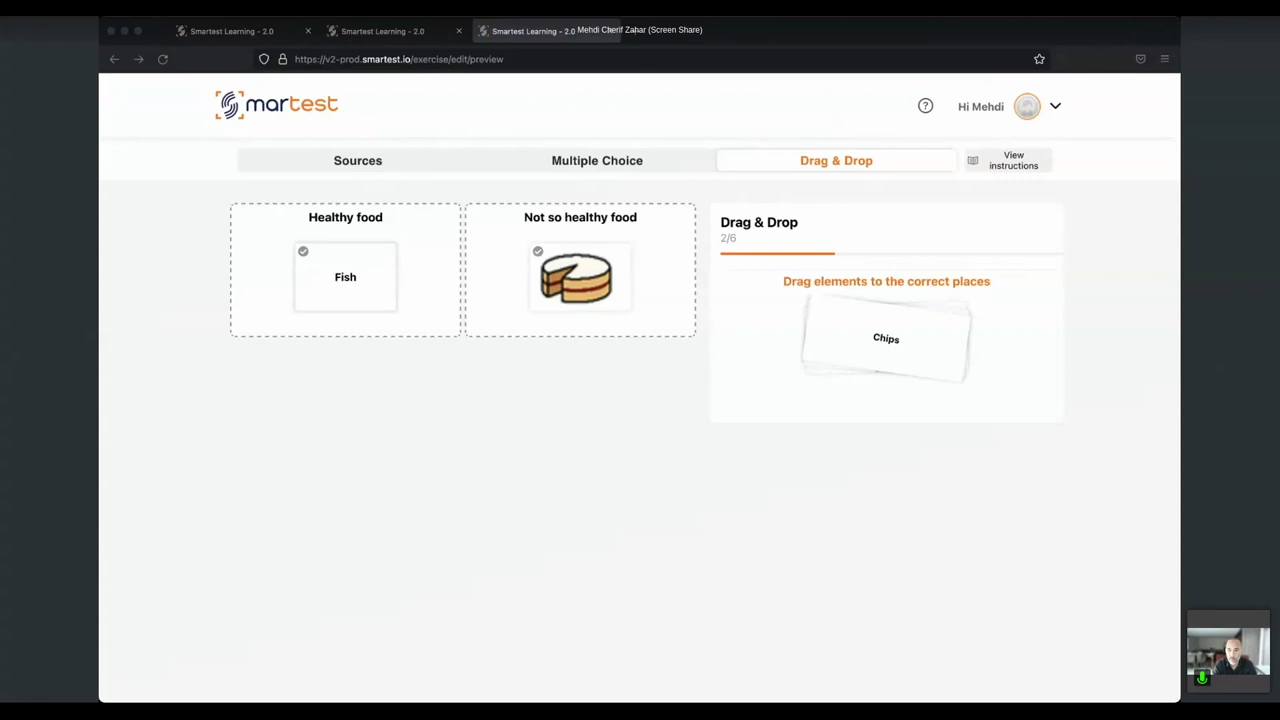 Smartest Learning - 2.0
Smartest Learning - 2.0
Smartest Learning - 2.0
Mehdi Cherif Zahar (Screen Share)
https://v2-prod.smartest.io/exercise/edit/preview
martest
Hi Mehdi
Sources
Multiple Choice
Drag & Drop
View
instructions
Healthy food
Not so healthy food
Fish
Drag & Drop
2/6
Drag elements to the correct places
Chips